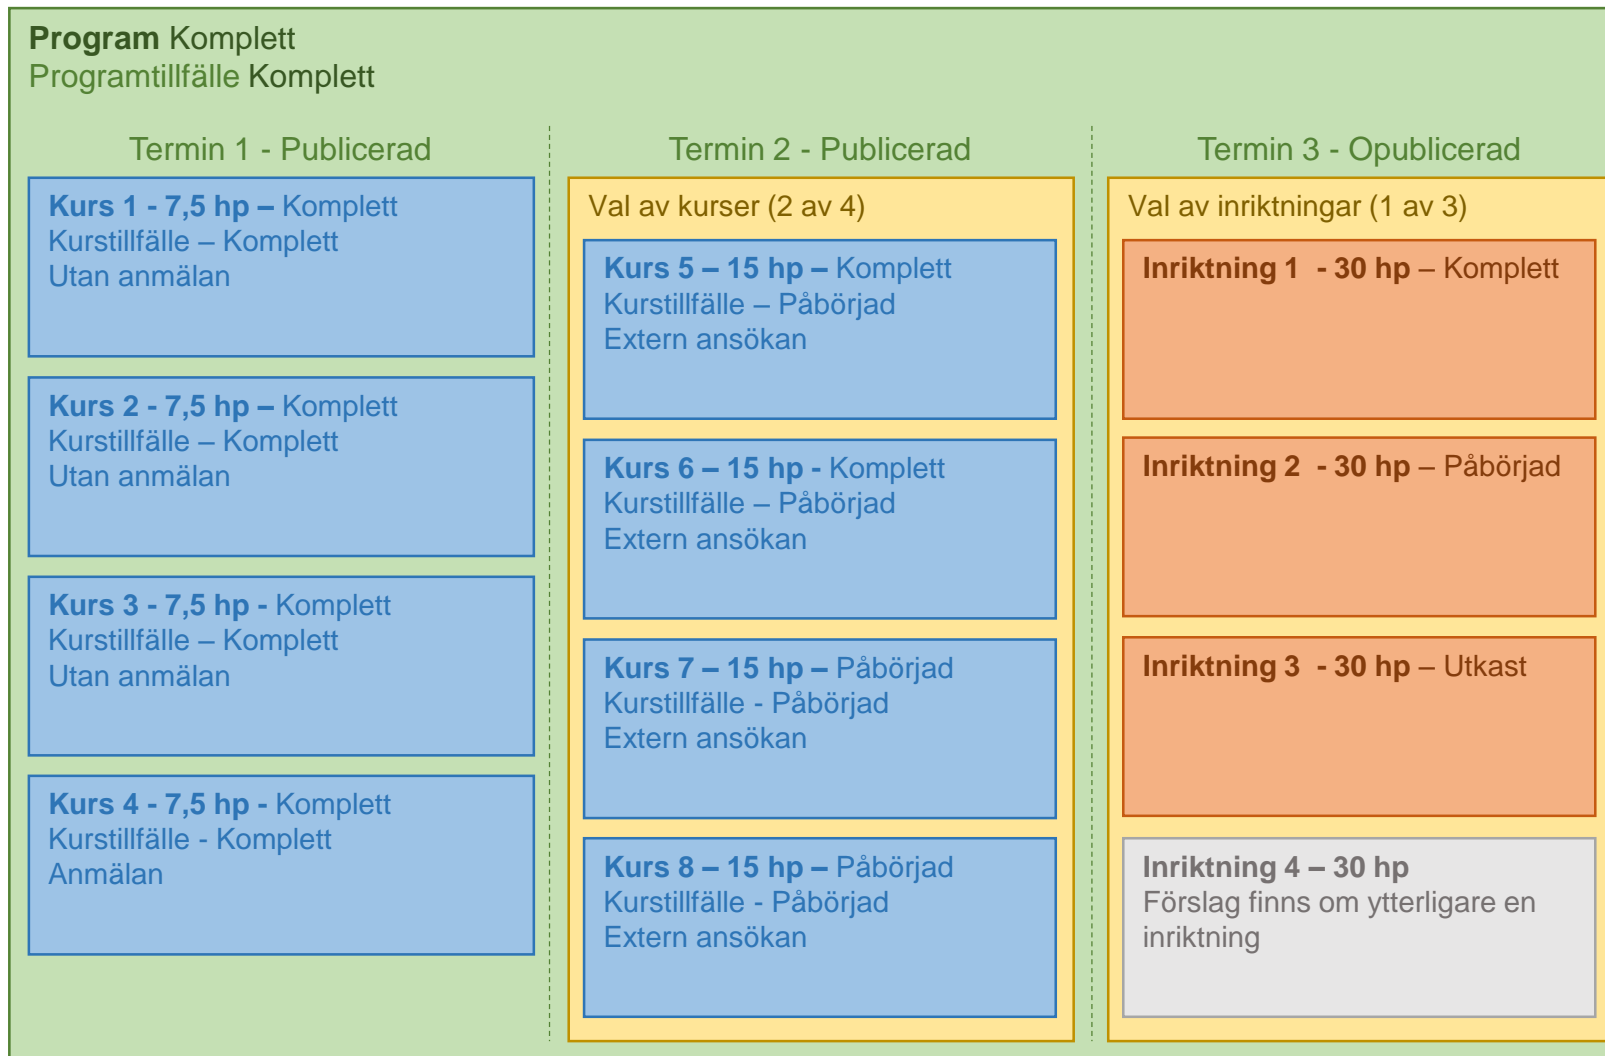 Program Komplett
Programtillfälle Komplett
Termin 1 - Publicerad
Kurs 1 - 7,5 hp – Komplett
Kurstillfälle – Komplett
Utan anmälan
Kurs 2 - 7,5 hp – Komplett
Kurstillfälle – Komplett
Utan anmälan
Kurs 3 - 7,5 hp - Komplett
Kurstillfälle – Komplett
Utan anmälan
Kurs 4 - 7,5 hp - Komplett
Kurstillfälle - Komplett
Anmälan
Termin 2 - Publicerad
Val av kurser (2 av 4)
Kurs 5 – 15 hp – Komplett
Kurstillfälle – Påbörjad
Extern ansökan
Kurs 6 – 15 hp - Komplett
Kurstillfälle – Påbörjad
Extern ansökan
Kurs 7 – 15 hp – Påbörjad
Kurstillfälle - Påbörjad
Extern ansökan
Kurs 8 – 15 hp – Påbörjad
Kurstillfälle - Påbörjad
Extern ansökan
Termin 3 - Opublicerad
Val av inriktningar (1 av 3)
Inriktning 1 - 30 hp – Komplett
Inriktning 2 - 30 hp – Påbörjad
Inriktning 3 - 30 hp – Utkast
Inriktning 4 – 30 hp
Förslag finns om ytterligare en
inriktning